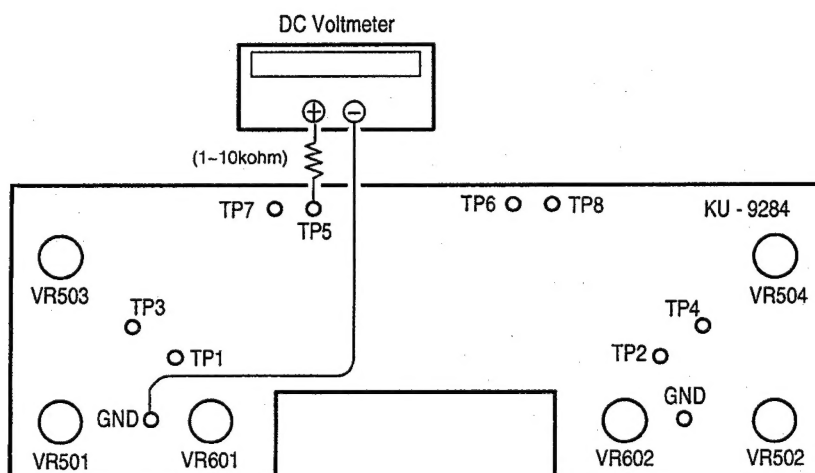 DC Voltmeter
+ −
(1~10kohm)
TP7
TP5
TP6
TP8
KU - 9284
VR503
VR504
TP3
TP4
TP1
TP2
GND
GND
VR501
VR601
VR602
VR502